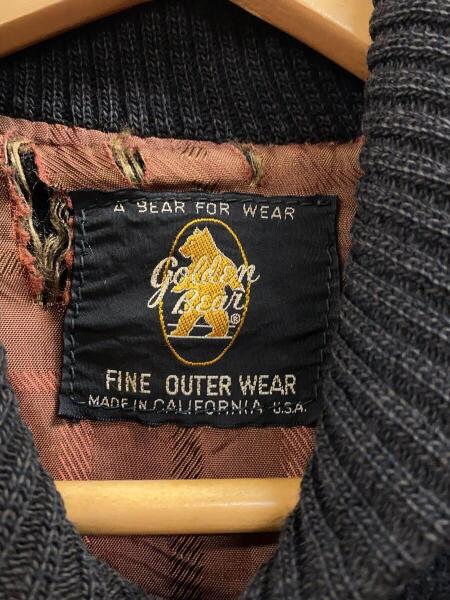 A BEAR FOR WEAR
Golden
Bear
®
FINE OUTER WEAR
MADE IN CALIFORNIA U.S.A.